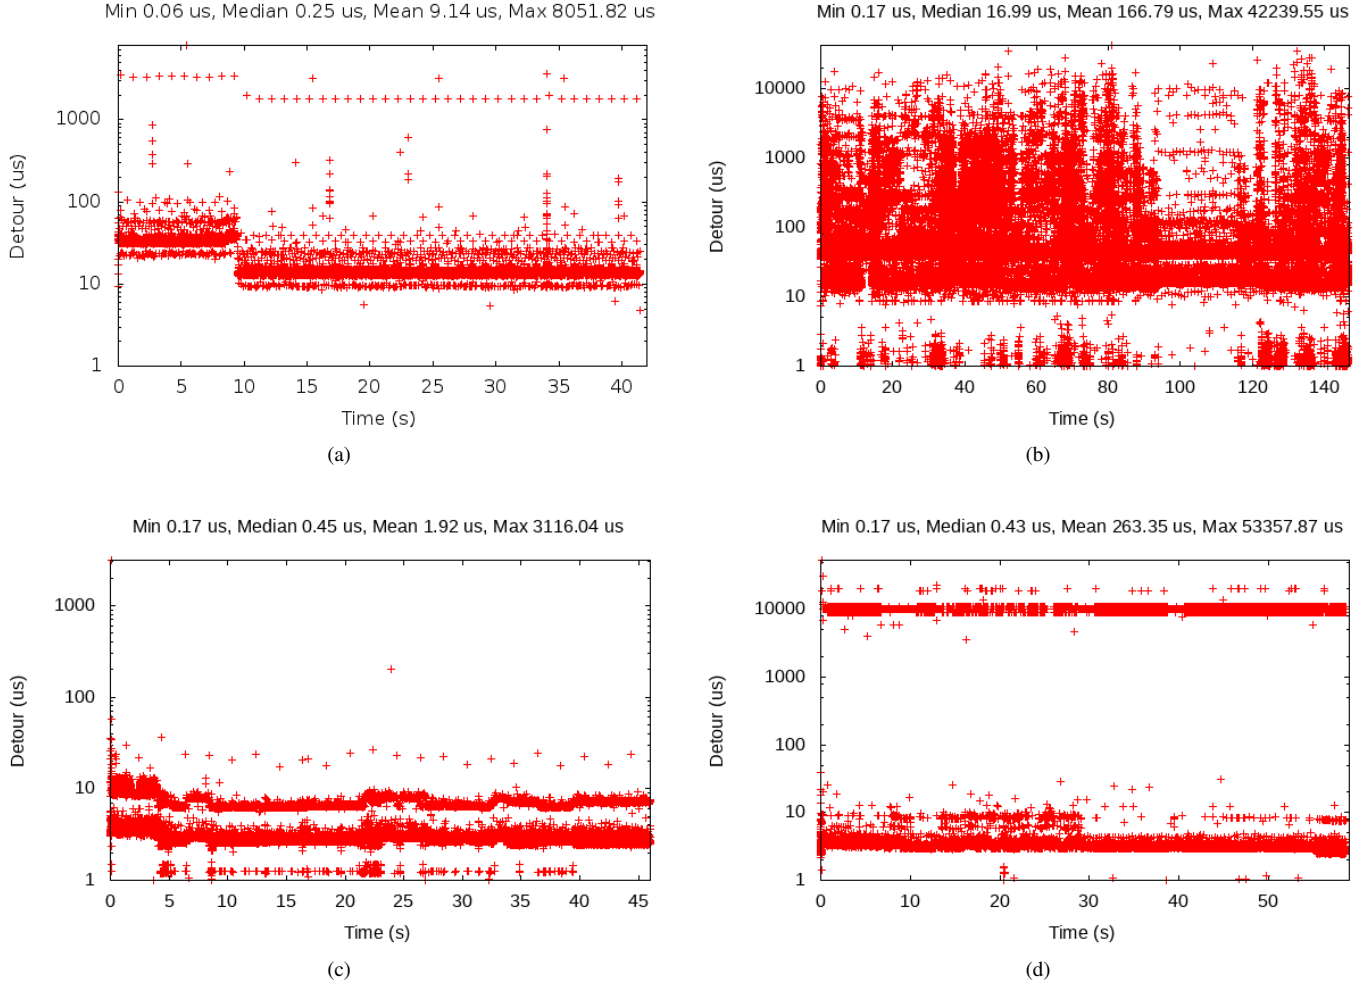 Min 0.06 us, Median 0.25 us, Mean 9.14 us, Max 8051.82 us
1000
100
10
1
Detour (us)
0 5 10 15 20 25 30 35 40
Time (s)
(a)
Min 0.17 us, Median 16.99 us, Mean 166.79 us, Max 42239.55 us
10000
1000
100
10
1
Detour (us)
0 20 40 60 80 100 120 140
Time (s)
(b)
Min 0.17 us, Median 0.45 us, Mean 1.92 us, Max 3116.04 us
1000
100
10
1
Detour (us)
0 5 10 15 20 25 30 35 40 45
Time (s)
(c)
Min 0.17 us, Median 0.43 us, Mean 263.35 us, Max 53357.87 us
10000
1000
100
10
1
Detour (us)
0 10 20 30 40 50
Time (s)
(d)